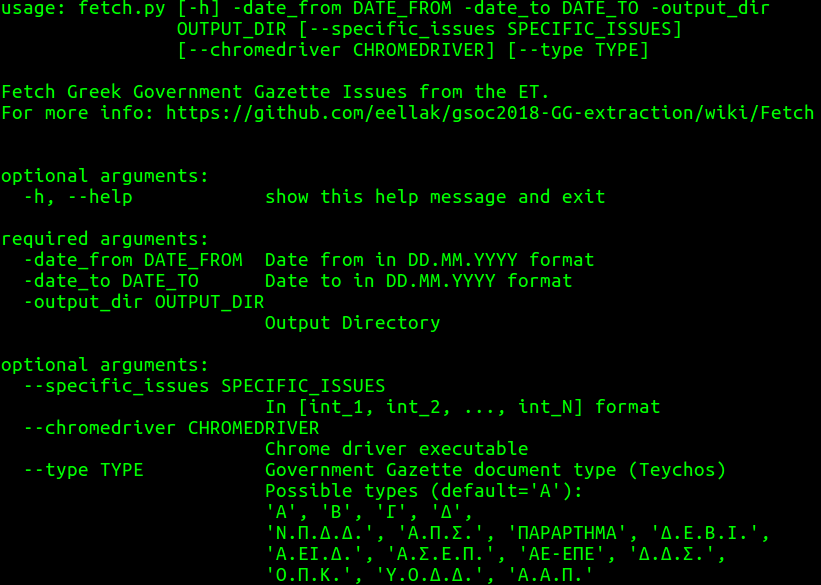 usage: fetch.py [-h] -date_from DATE_FROM -date_to DATE_TO -output_dir
OUTPUT_DIR [--specific_issues SPECIFIC_ISSUES]
[--chromedriver CHROMEDRIVER] [--type TYPE]
Fetch Greek Government Gazette Issues from the ET.
For more info: https://github.com/eellak/gsoc2018-GG-extraction/wiki/Fetch
optional arguments:
-h, --help show this help message and exit
required arguments:
-date_from DATE_FROM Date from in DD.MM.YYYY format
-date_to DATE_TO Date to in DD.MM.YYYY format
-output_dir OUTPUT_DIR
Output Directory
optional arguments:
--specific_issues SPECIFIC_ISSUES
In [int_1, int_2, ..., int_N] format
--chromedriver CHROMEDRIVER
Chrome driver executable
--type TYPE Government Gazette document type (Teychos)
Possible types (default='Α'):
'Α', 'Β', 'Γ', 'Δ',
'Ν.Π.Δ.Δ.', 'Α.Π.Σ.', 'ΠΑΡΑΡΤΗΜΑ', 'Δ.Ε.Β.Ι.',
'Α.ΕΙ.Δ.', 'Α.Σ.Ε.Π.', 'ΑΕ-ΕΠΕ', 'Δ.Δ.Σ.',
'Ο.Π.Κ.', 'Υ.Ο.Δ.Δ.', 'Α.Α.Π.'